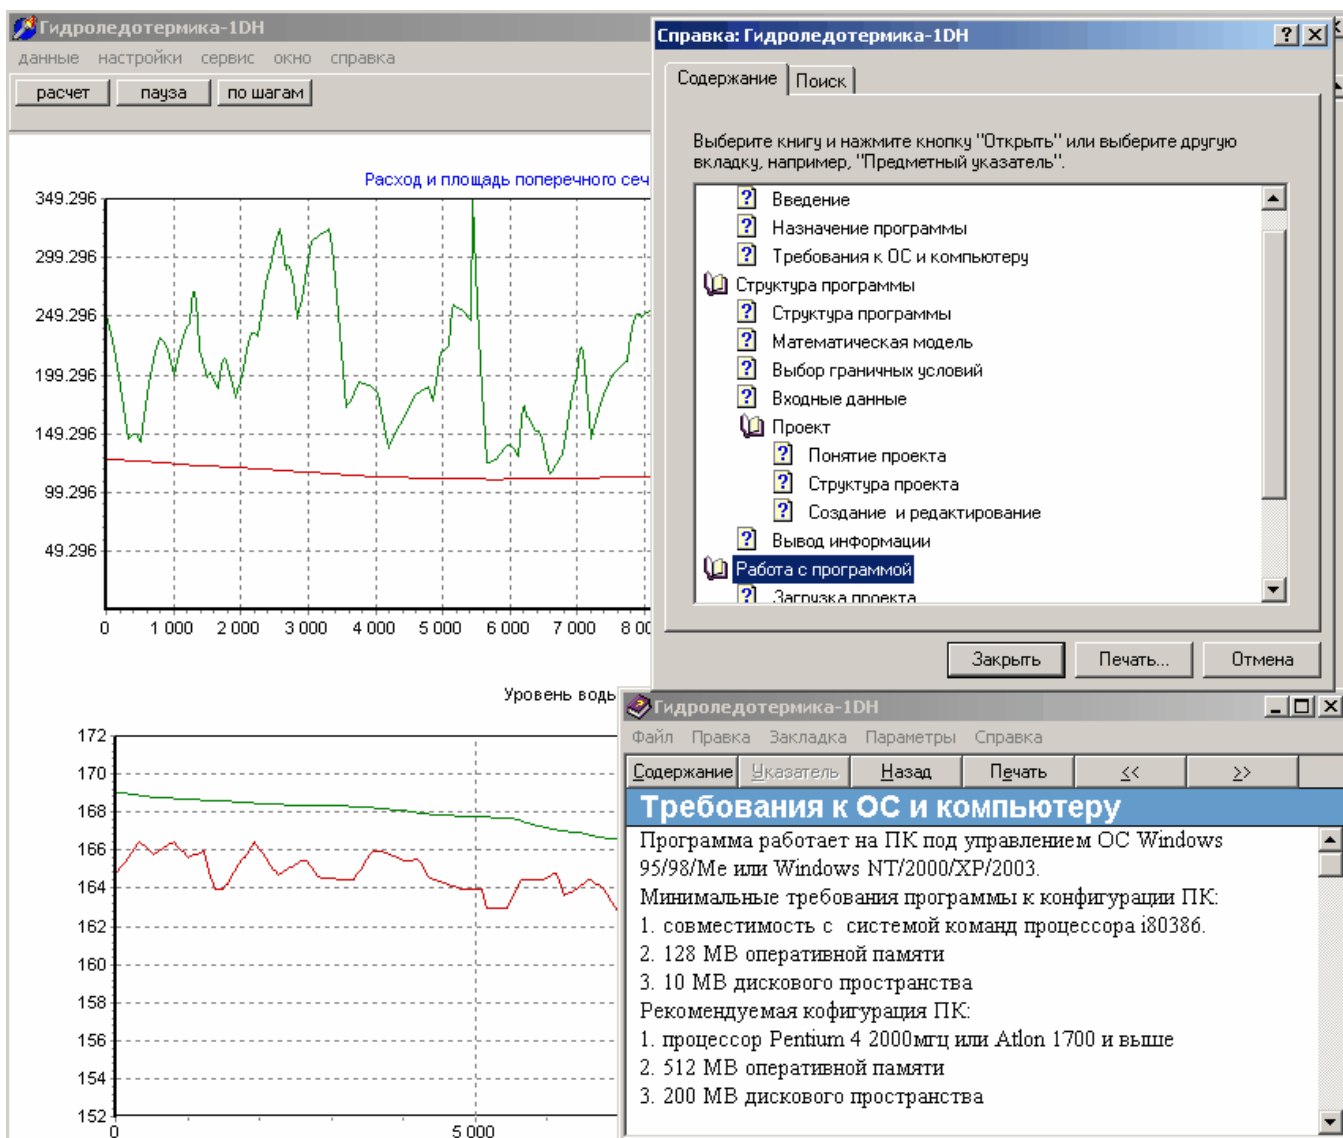 Гидроледотермика-1DH
данные настройки сервис окно справка
расчет пауза по шагам
Расход и площадь поперечного сеч
349.296
299.296
249.296
199.296
149.296
99.296
49.296
0 1 000 2 000 3 000 4 000 5 000 6 000 7 000 8 00
Уровень воды
172
170
168
166
164
162
160
158
156
154
152
0 5 000
Справка: Гидроледотермика-1DH
Содержание Поиск
Выберите книгу и нажмите кнопку "Открыть" или выберите другую
вкладку, например, "Предметный указатель".
Введение
Назначение программы
Требования к ОС и компьютеру
Структура программы
Структура программы
Математическая модель
Выбор граничных условий
Входные данные
Проект
Понятие проекта
Структура проекта
Создание и редактирование
Вывод информации
Работа с программой
Загрузка проекта
Закрыть Печать... Отмена
Гидроледотермика-1DH
Файл Правка Закладка Параметры Справка
Содержание Указатель Назад Печать << >>
Требования к ОС и компьютеру
Программа работает на ПК под управлением ОС Windows
95/98/Me или Windows NT/2000/XP/2003.
Минимальные требования программы к конфигурации ПК:
1. совместимость с системой команд процессора i80386.
2. 128 MB оперативной памяти
3. 10 MB дискового пространства
Рекомендуемая кофигурация ПК:
1. процессор Pentium 4 2000мгц или Atlon 1700 и выше
2. 512 MB оперативной памяти
3. 200 MB дискового пространства